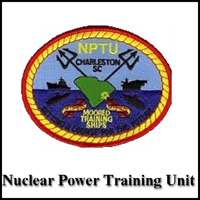 NPTU
CHARLESTON
SC
MOORED
TRAINING
SHIPS
Nuclear Power Training Unit